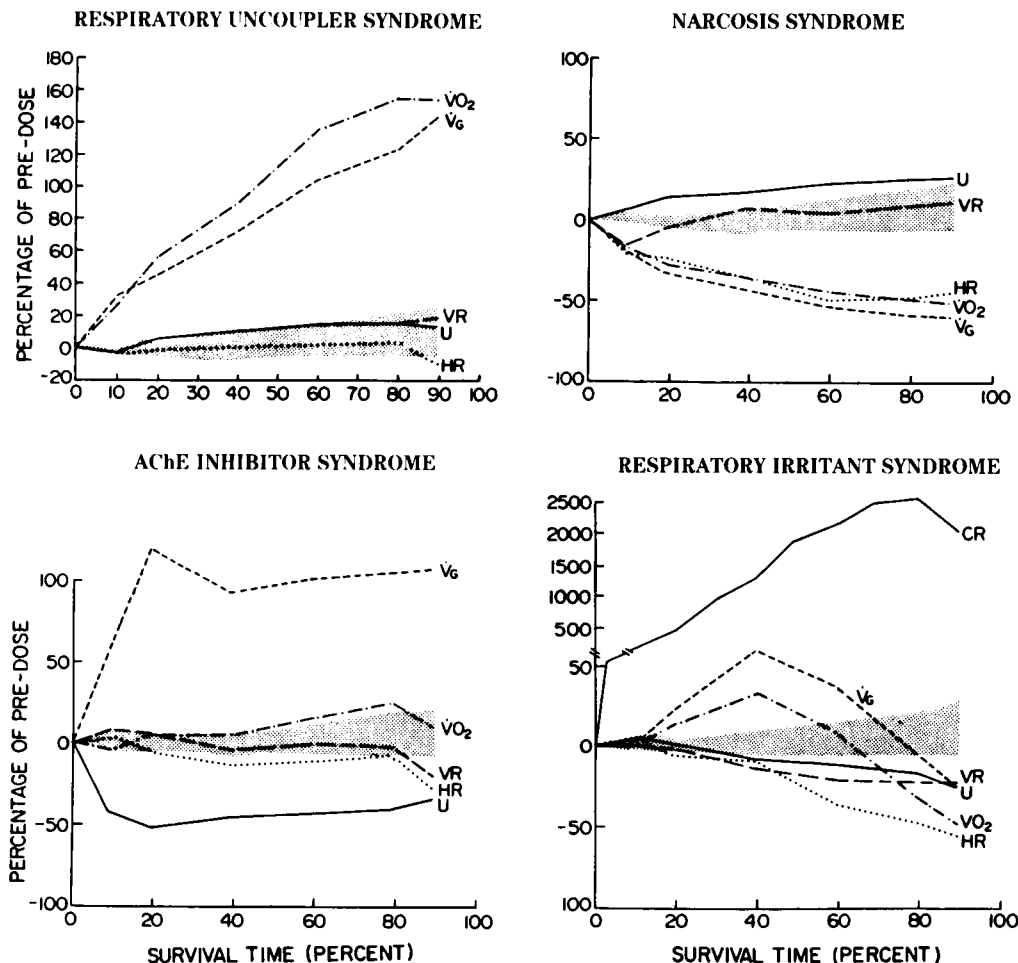 RESPIRATORY UNCOUPLER SYNDROME
PERCENTAGE OF PRE-DOSE
180
160
140
120
100
80
60
40
20
0
-20
V̇O₂
V̇G
VR
U
HR
0 10 20 30 40 50 60 70 80 90 100
NARCOSIS SYNDROME
100
50
0
-50
-100
U
VR
HR
V̇O₂
V̇G
0 20 40 60 80 100
AChE INHIBITOR SYNDROME
PERCENTAGE OF PRE-DOSE
100
50
0
-50
-100
V̇G
V̇O₂
VR
HR
U
0 20 40 60 80 100
SURVIVAL TIME (PERCENT)
RESPIRATORY IRRITANT SYNDROME
2500
2000
1500
1000
500
50
0
-50
100
CR
V̇G
VR
U
V̇O₂
HR
0 20 40 60 80 100
SURVIVAL TIME (PERCENT)